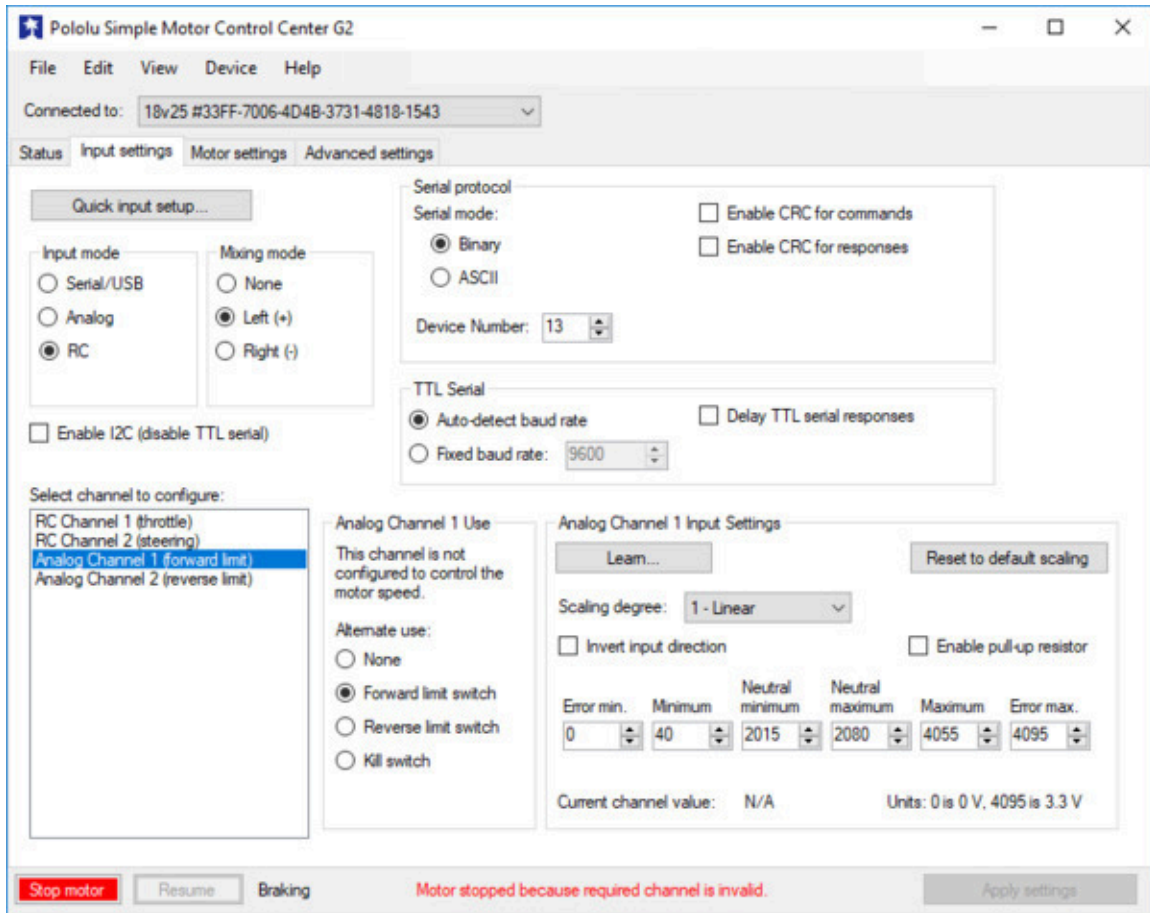 Pololu Simple Motor Control Center G2
File Edit View Device Help
Connected to: 18v25 #33FF-7006-4D4B-3731-4818-1543
Status Input settings Motor settings Advanced settings
Quick input setup...
Input mode
Serial/USB
Analog
RC
Mixing mode
None
Left (+)
Right (-)
Enable I2C (disable TTL serial)
Serial protocol
Serial mode:
Binary
ASCII
Enable CRC for commands
Enable CRC for responses
Device Number: 13
TTL Serial
Auto-detect baud rate
Fixed baud rate: 9600
Delay TTL serial responses
Select channel to configure:
RC Channel 1 (throttle)
RC Channel 2 (steering)
Analog Channel 1 (forward limit)
Analog Channel 2 (reverse limit)
Analog Channel 1 Use
This channel is not
configured to control the
motor speed.
Alternate use:
None
Forward limit switch
Reverse limit switch
Kill switch
Analog Channel 1 Input Settings
Learn... Reset to default scaling
Scaling degree: 1 - Linear
Invert input direction Enable pull-up resistor
Error min. Minimum Neutral minimum Neutral maximum Maximum Error max.
0 40 2015 2080 4055 4095
Current channel value: N/A Units: 0 is 0 V, 4095 is 3.3 V
Stop motor Resume Braking Motor stopped because required channel is invalid. Apply settings